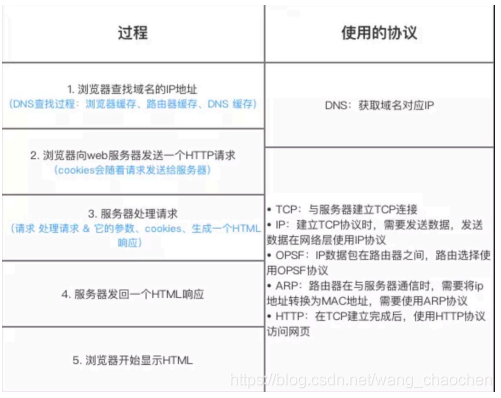 过程
使用的协议
1. 浏览器查找域名的IP地址
（DNS查找过程：浏览器缓存、路由器缓存、DNS 缓存）
DNS：获取域名对应IP
2. 浏览器向web服务器发送一个HTTP请求
（cookies会随着请求发送给服务器）
3. 服务器处理请求
（请求 处理请求 & 它的参数、cookies、生成一个HTML
响应）
4. 服务器发回一个HTML响应
5. 浏览器开始显示HTML
• TCP：与服务器建立TCP连接
• IP：建立TCP协议时，需要发送数据，发送
数据在网络层使用IP协议
• OPSF：IP数据包在路由器之间，路由选择使
用OPSF协议
• ARP：路由器在与服务器通信时，需要将ip
地址转换为MAC地址，需要使用ARP协议
• HTTP：在TCP建立完成后，使用HTTP协议
访问网页
https://blog.csdn.net/wang_chaochen